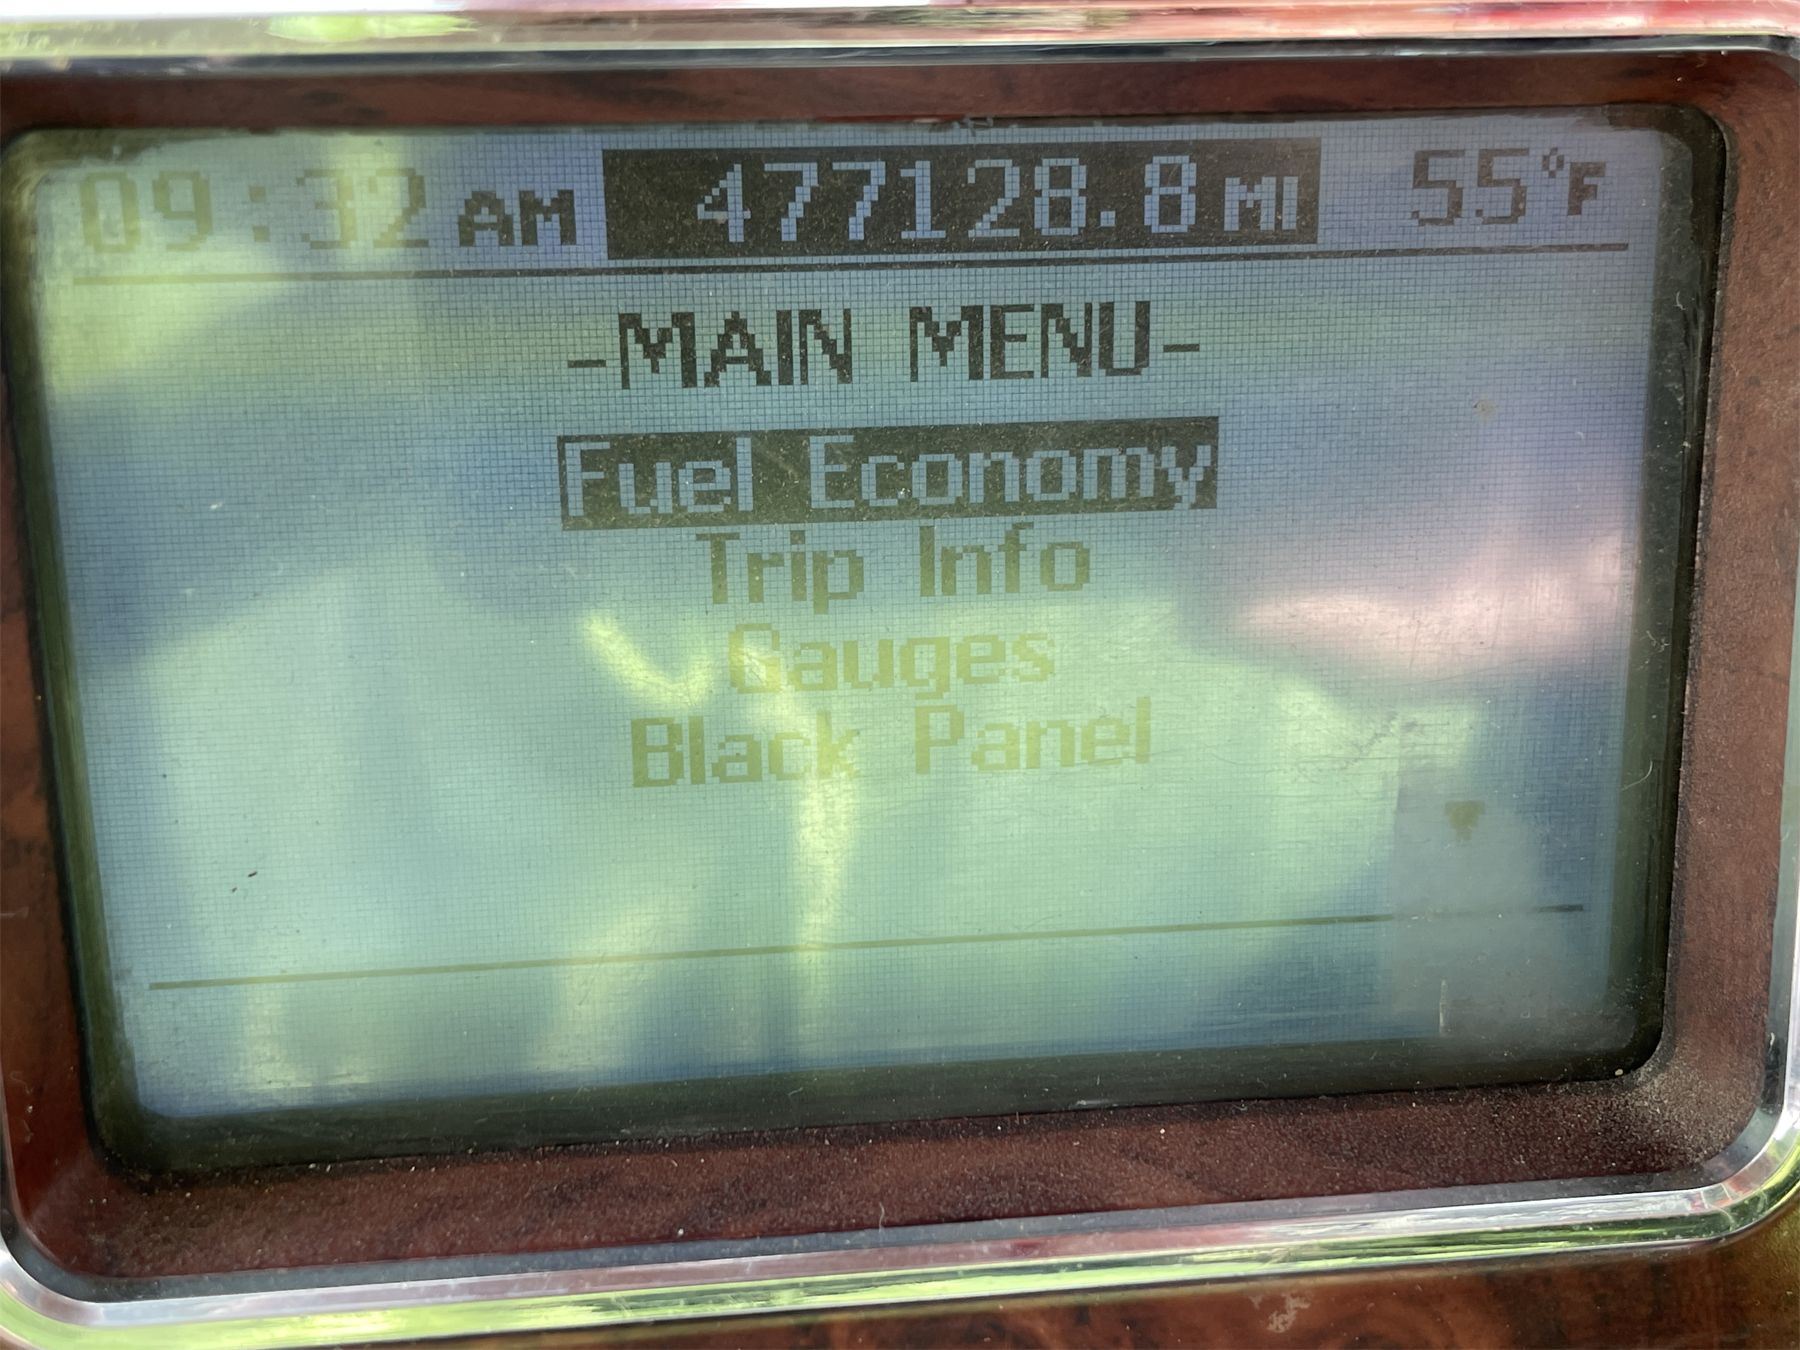 09:32 AM 477128.8 MI 55°F
-MAIN MENU-
Fuel Economy
Trip Info
Gauges
Black Panel